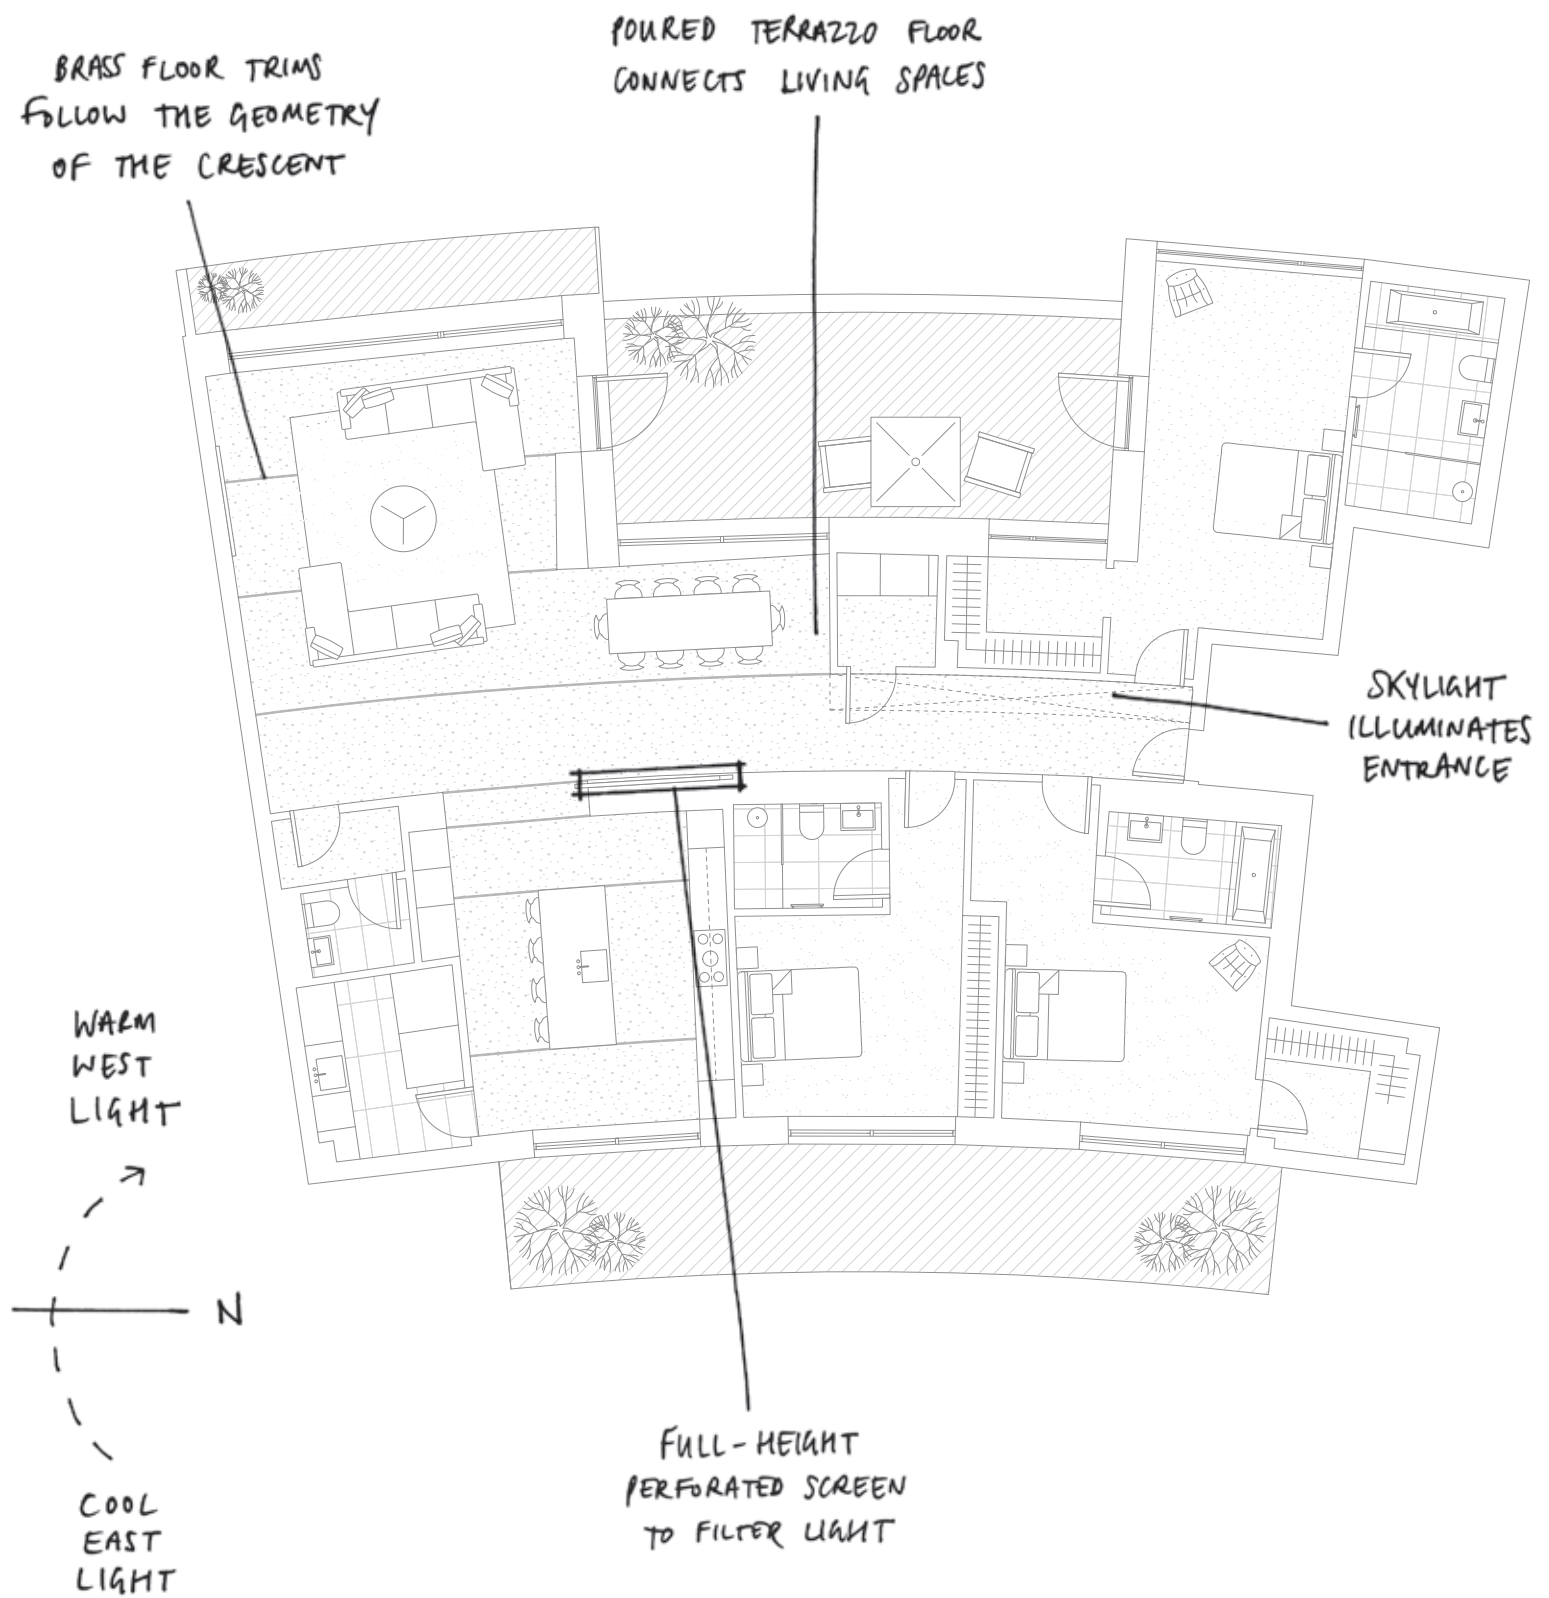 POURED TERRAZZO FLOOR
CONNECTS LIVING SPACES
BRASS FLOOR TRIMS
FOLLOW THE GEOMETRY
OF THE CRESCENT
SKYLIGHT
ILLUMINATES
ENTRANCE
WARM
WEST
LIGHT
N
COOL
EAST
LIGHT
FULL-HEIGHT
PERFORATED SCREEN
TO FILTER LIGHT